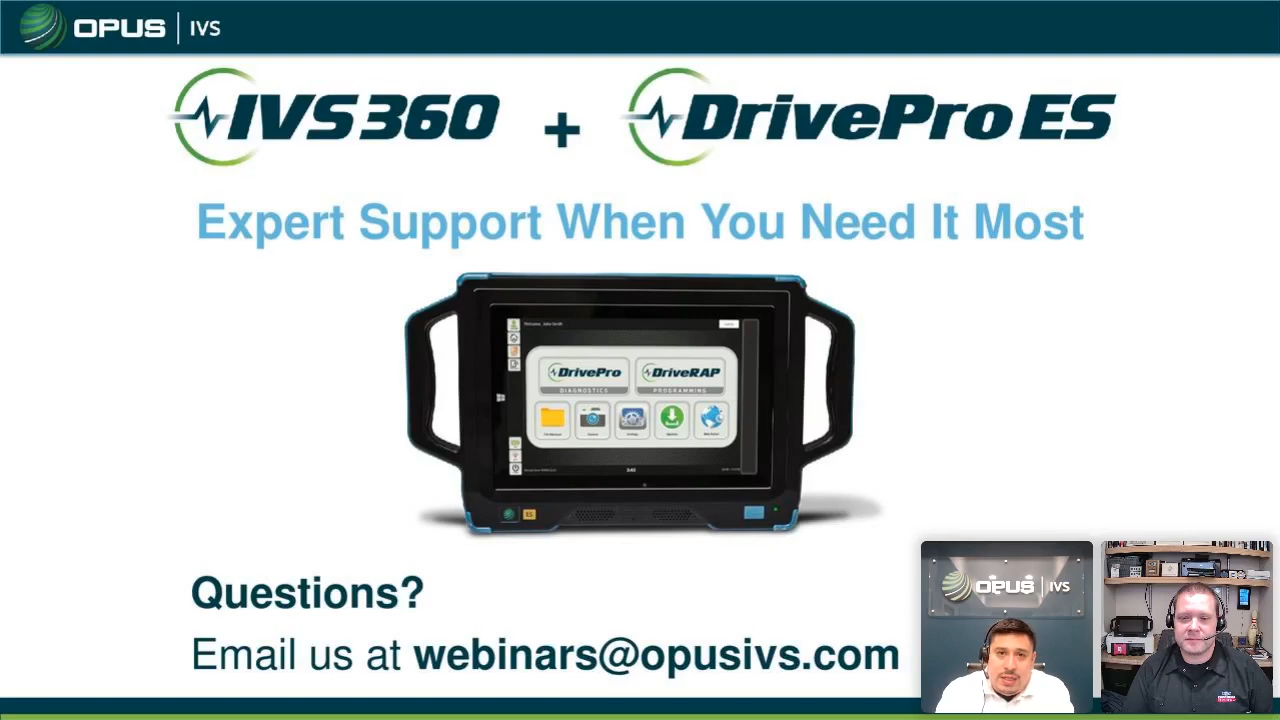 OPUS IVS
IVS360 + DrivePro ES
Expert Support When You Need It Most
DrivePro DriveRAP
DIAGNOSTICS PROGRAMMING
ES
Questions?
Email us at webinars@opusivs.com
OPUS IVS